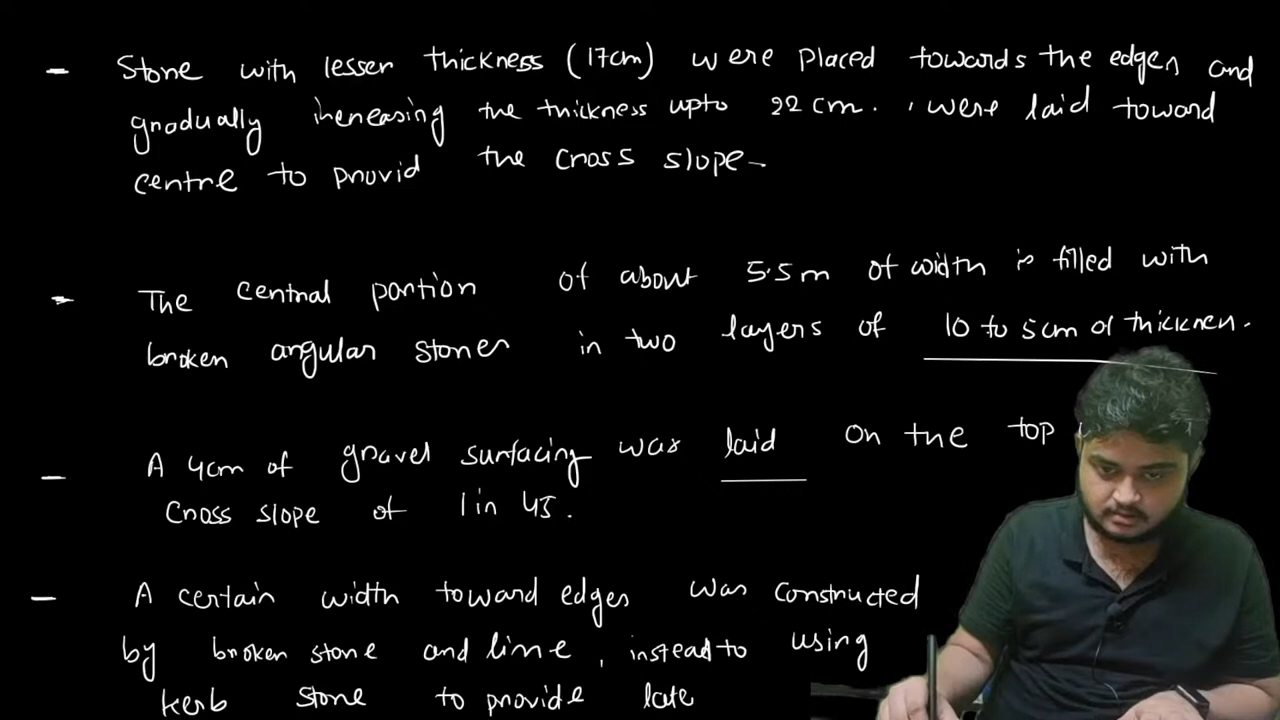 - Stone with lesser thickness (17cm) were placed towards the edges and
gradually increasing the thickness upto 22 cm. were laid toward
centre to provid the cross slope -
- The central portion of about 5.5m of width is filled with
broken angular stones in two layers of 10 to 5cm of thickness.
- A 4cm of gravel surfacing was laid on the top
cross slope of 1 in 45.
- A certain width toward edges was constructed
by broken stone and lime, instead to using
kerb stone to provide late